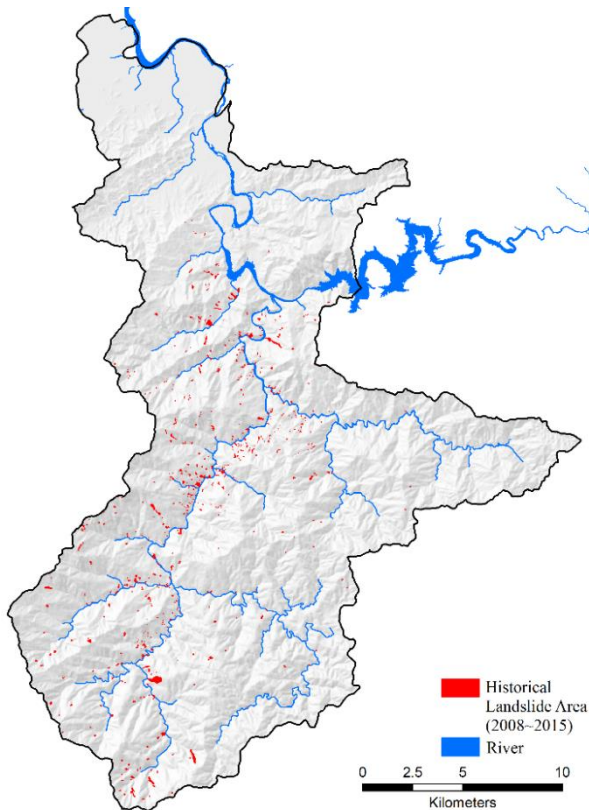 Historical
Landslide Area
(2008~2015)
River
0 2.5 5 10
Kilometers